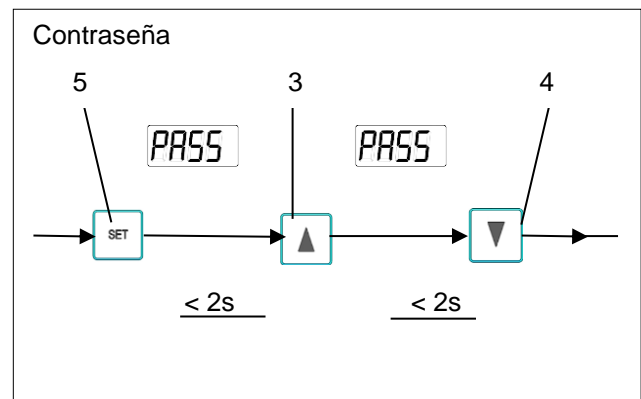 Contraseña
5 3 4
PASS PASS
SET
< 2s < 2s